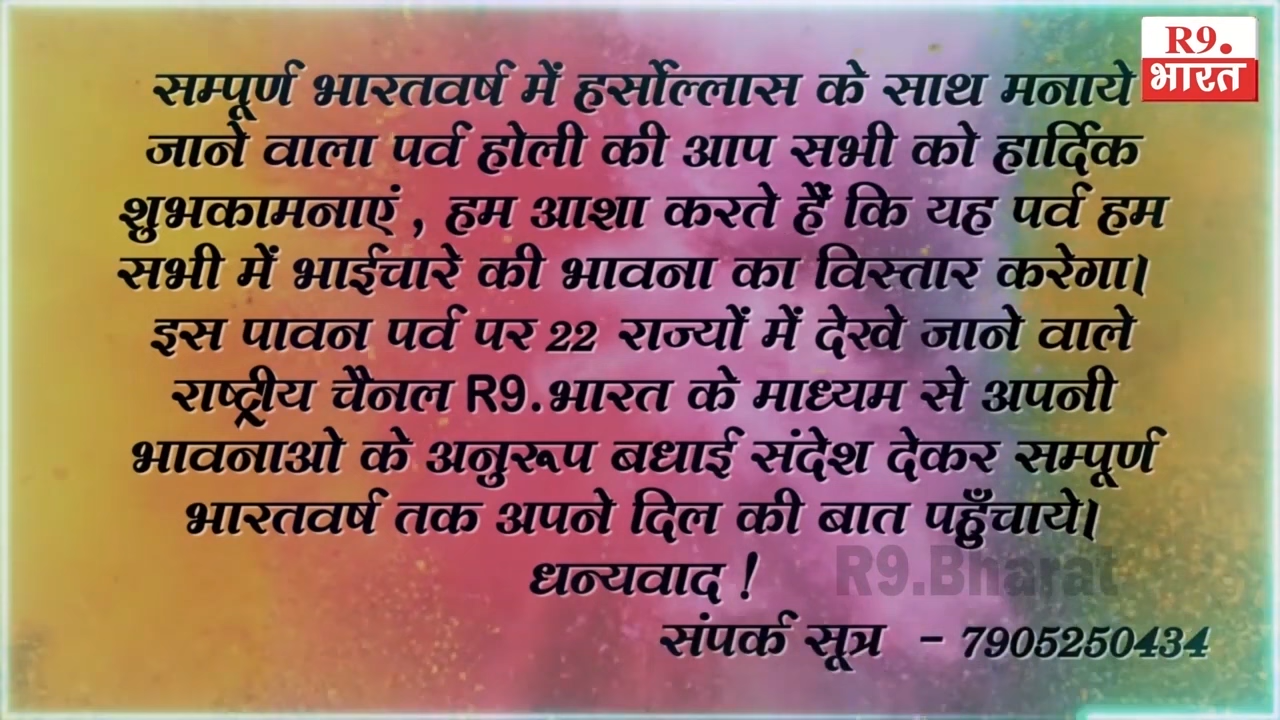 R9.
भारत
सम्पूर्ण भारतवर्ष में हर्सोल्लास के साथ मनाये
जाने वाला पर्व होली की आप सभी को हार्दिक
शुभकामनाएं , हम आशा करते हैं कि यह पर्व हम
सभी में भाईचारे की भावना का विस्तार करेगा।
इस पावन पर्व पर 22 राज्यों में देखे जाने वाले
राष्ट्रीय चैनल R9.भारत के माध्यम से अपनी
भावनाओ के अनुरूप बधाई संदेश देकर सम्पूर्ण
भारतवर्ष तक अपने दिल की बात पहुँचाये।
धन्यवाद !
R9.Bharat
संपर्क सूत्र - 7905250434